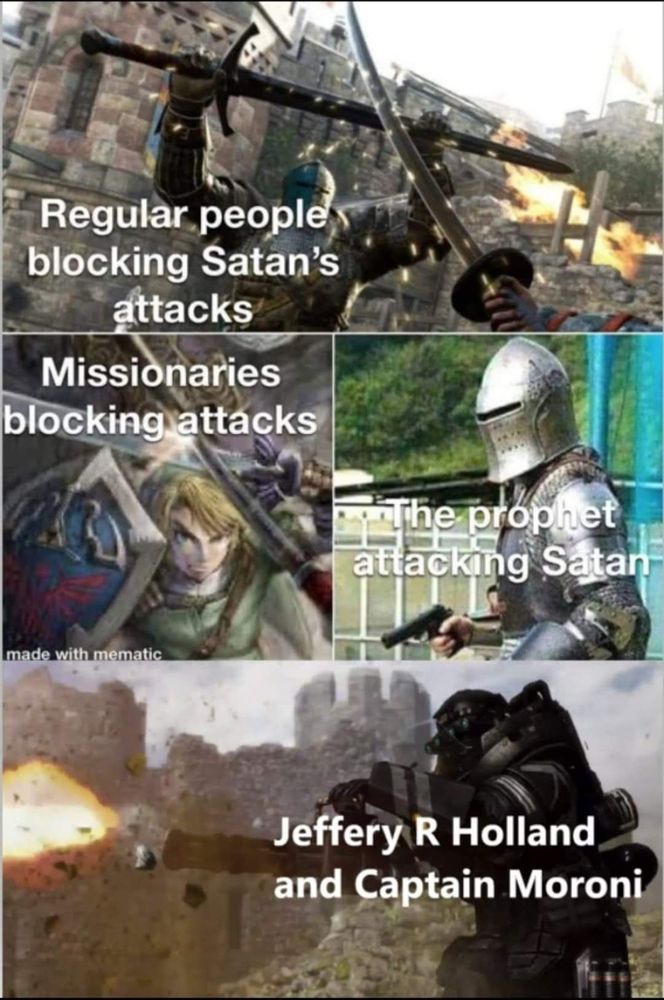 Regular people
blocking Satan's
attacks
Missionaries
blocking attacks
The prophet
attacking Satan
made with mematic
Jeffery R Holland
and Captain Moroni